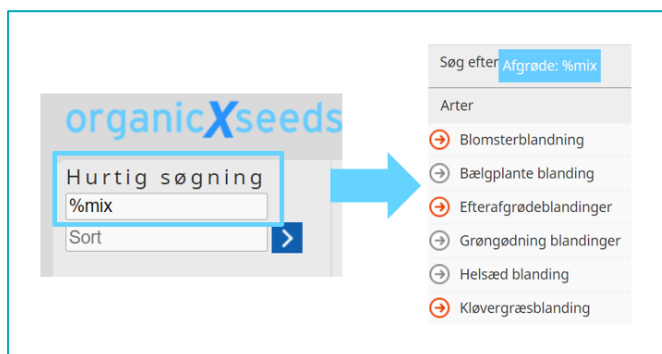 organicXseeds
Hurtig søgning
%mix
Sort
Søg efter Afgrøde: %mix
Arter
Blomsterblandning
Bælgplante blanding
Efterafgrødeblandinger
Grøngødning blandinger
Helsæd blanding
Kløvergræsblanding